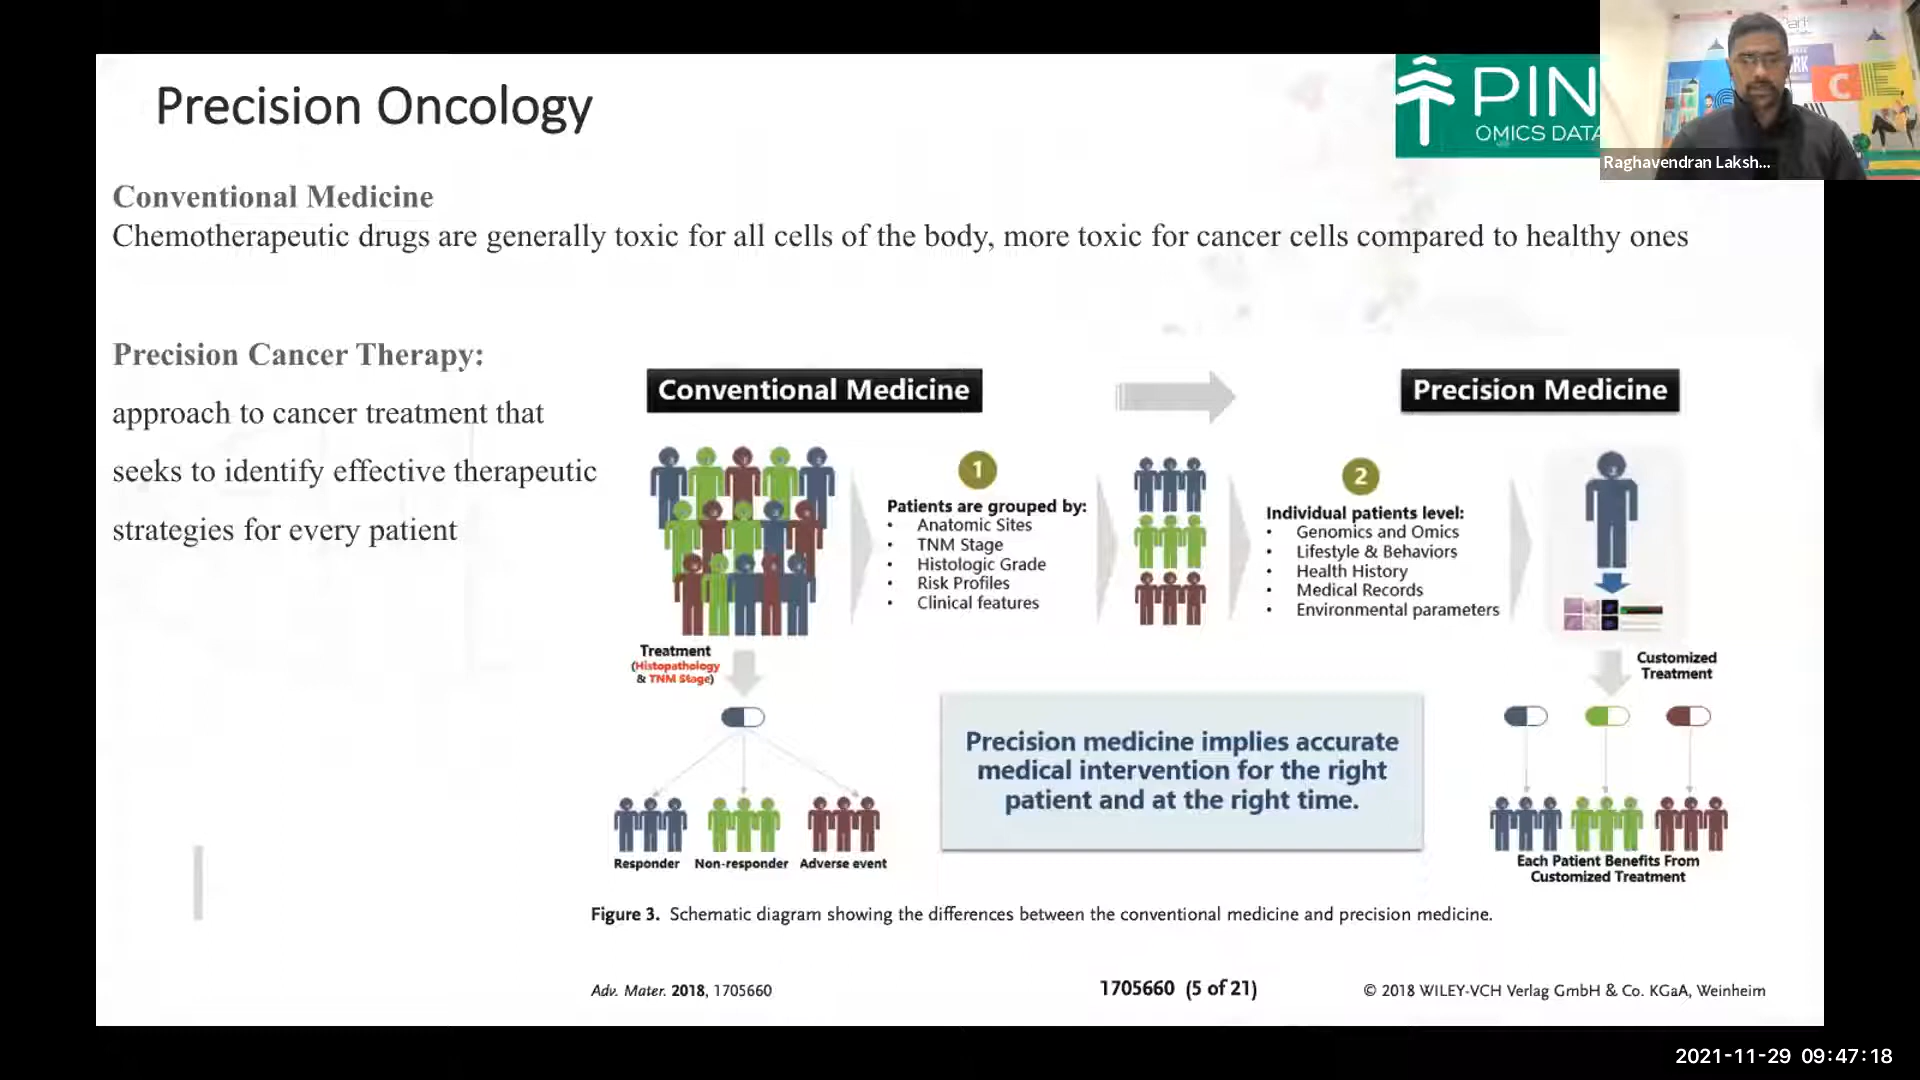 Precision Oncology
PIN
OMICS DATA
Raghavendran Laksh...
Conventional Medicine
Chemotherapeutic drugs are generally toxic for all cells of the body, more toxic for cancer cells compared to healthy ones
Precision Cancer Therapy:
approach to cancer treatment that
seeks to identify effective therapeutic
strategies for every patient
Conventional Medicine
Precision Medicine
1
Patients are grouped by:
• Anatomic Sites
• TNM Stage
• Histologic Grade
• Risk Profiles
• Clinical features
2
Individual patients level:
• Genomics and Omics
• Lifestyle & Behaviors
• Health History
• Medical Records
• Environmental parameters
Treatment
(Histopathology
& TNM Stage)
Customized
Treatment
Precision medicine implies accurate
medical intervention for the right
patient and at the right time.
Responder Non-responder Adverse event
Each Patient Benefits From
Customized Treatment
Figure 3. Schematic diagram showing the differences between the conventional medicine and precision medicine.
Adv. Mater. 2018, 1705660
1705660 (5 of 21)
© 2018 WILEY-VCH Verlag GmbH & Co. KGaA, Weinheim
2021-11-29 09:47:18